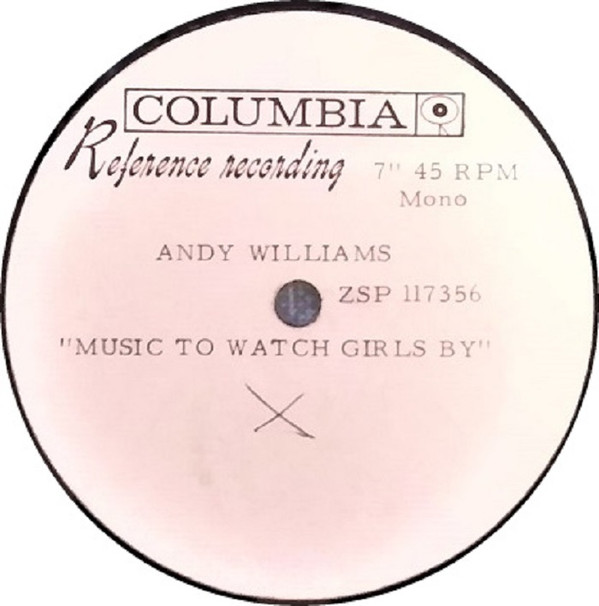 COLUMBIA
Reference recording
7" 45 RPM
Mono
ANDY WILLIAMS
ZSP 117356
"MUSIC TO WATCH GIRLS BY"
X